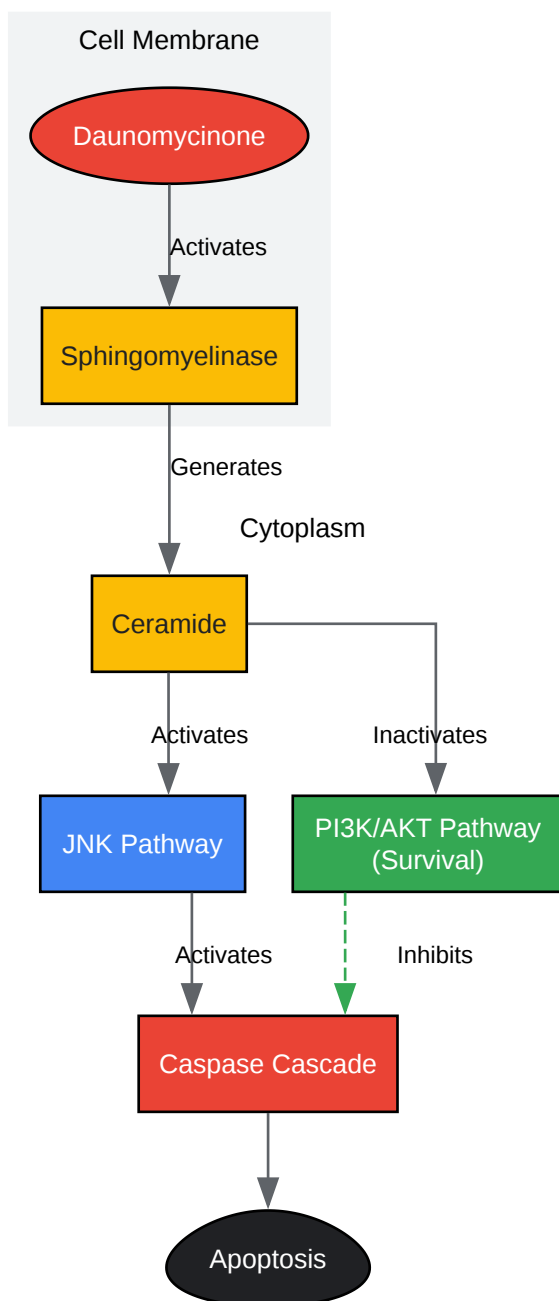 Cell Membrane
Daunomycinone
Activates
Sphingomyelinase
Generates
Cytoplasm
Ceramide
Activates
Inactivates
JNK Pathway
PI3K/AKT Pathway
(Survival)
Activates
Inhibits
Caspase Cascade
Apoptosis